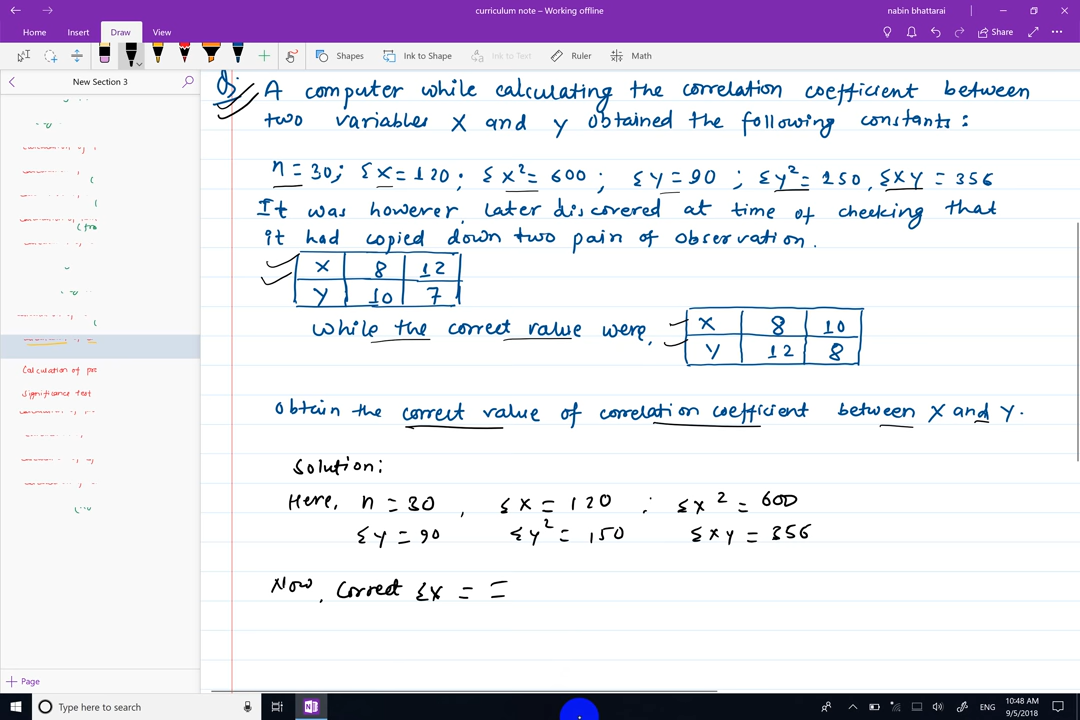 curriculum note – Working offline
nabin bhattarai
Home Insert Draw View
Share
Shapes Ink to Shape Ink to Text Ruler Math
New Section 3
Calculation of pre
Significance test
+ Page
Q. A computer while calculating the correlation coefficient between
two variables X and y obtained the following constants:
n = 30; Σx = 120; Σx² = 600; Σy = 90; Σy² = 250, Σxy = 356
It was however, later discovered at time of checking that
it had copied down two pain of observation.
X 8 12
Y 10 7
while the correct value were,
X 8 10
Y 12 8
Obtain the correct value of correlation coefficient between X and Y.
Solution:
Here, n = 30, Σx = 120; Σx² = 600
Σy = 90 Σy² = 150 Σxy = 356
Now, correct Σx = =
Type here to search
ENG
10:48 AM
9/5/2018